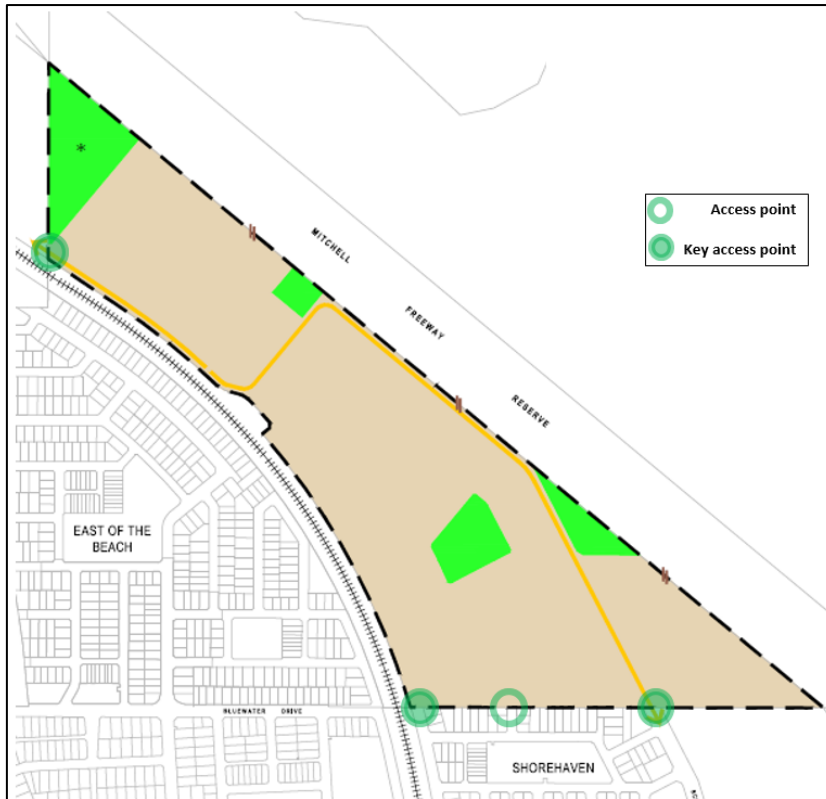 *
MITCHELL
FREEWAY
RESERVE
Access point
Key access point
EAST OF THE
BEACH
BLUEWATER DRIVE
SHOREHAVEN